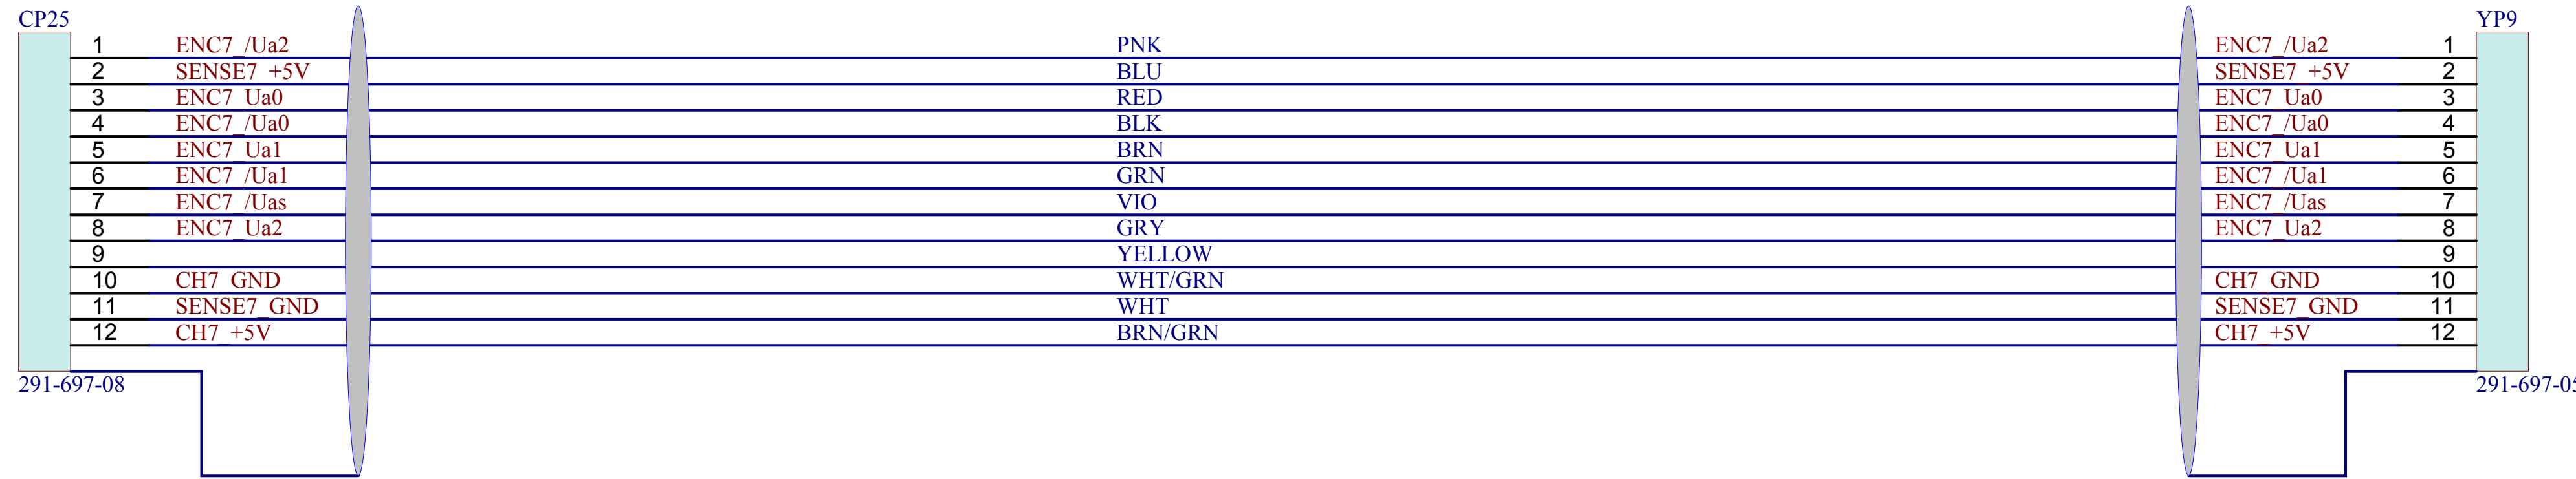 CP25 YP9
1 ENC7_/Ua2 PNK ENC7_/Ua2 1
2 SENSE7_+5V BLU SENSE7_+5V 2
3 ENC7_Ua0 RED ENC7_Ua0 3
4 ENC7_/Ua0 BLK ENC7_/Ua0 4
5 ENC7_Ua1 BRN ENC7_Ua1 5
6 ENC7_/Ua1 GRN ENC7_/Ua1 6
7 ENC7_/Uas VIO ENC7_/Uas 7
8 ENC7_Ua2 GRY ENC7_Ua2 8
9 YELLOW 9
10 CH7_GND WHT/GRN CH7_GND 10
11 SENSE7_GND WHT SENSE7_GND 11
12 CH7_+5V BRN/GRN CH7_+5V 12
291-697-08 291-697-05